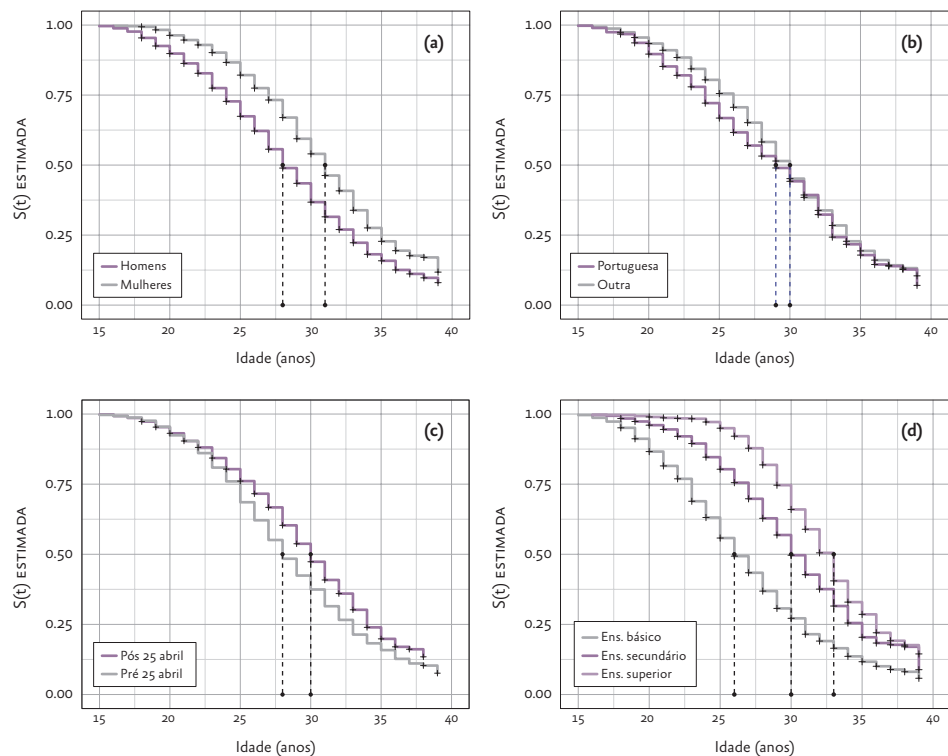 (a)
S(t) ESTIMADA
1.00
0.75
0.50
0.25
0.00
Homens
Mulheres
15 20 25 30 35 40
Idade (anos)
(b)
S(t) ESTIMADA
1.00
0.75
0.50
0.25
0.00
Portuguesa
Outra
15 20 25 30 35 40
Idade (anos)
(c)
S(t) ESTIMADA
1.00
0.75
0.50
0.25
0.00
Pós 25 abril
Pré 25 abril
15 20 25 30 35 40
Idade (anos)
(d)
S(t) ESTIMADA
1.00
0.75
0.50
0.25
0.00
Ens. básico
Ens. secundário
Ens. superior
15 20 25 30 35 40
Idade (anos)